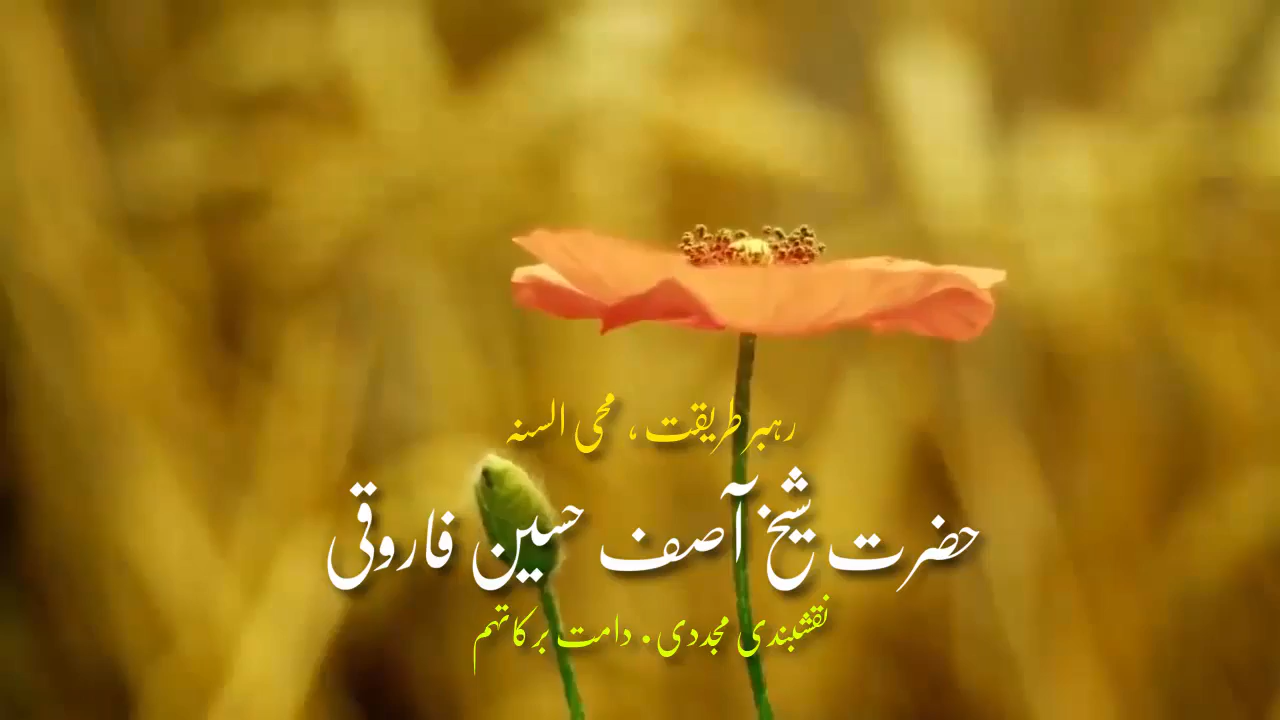 رہبر طریقت، محی السنہ
حضرت شیخ آصف حسین فاروقی
نقشبندی مجددی۔ دامت برکاتہم